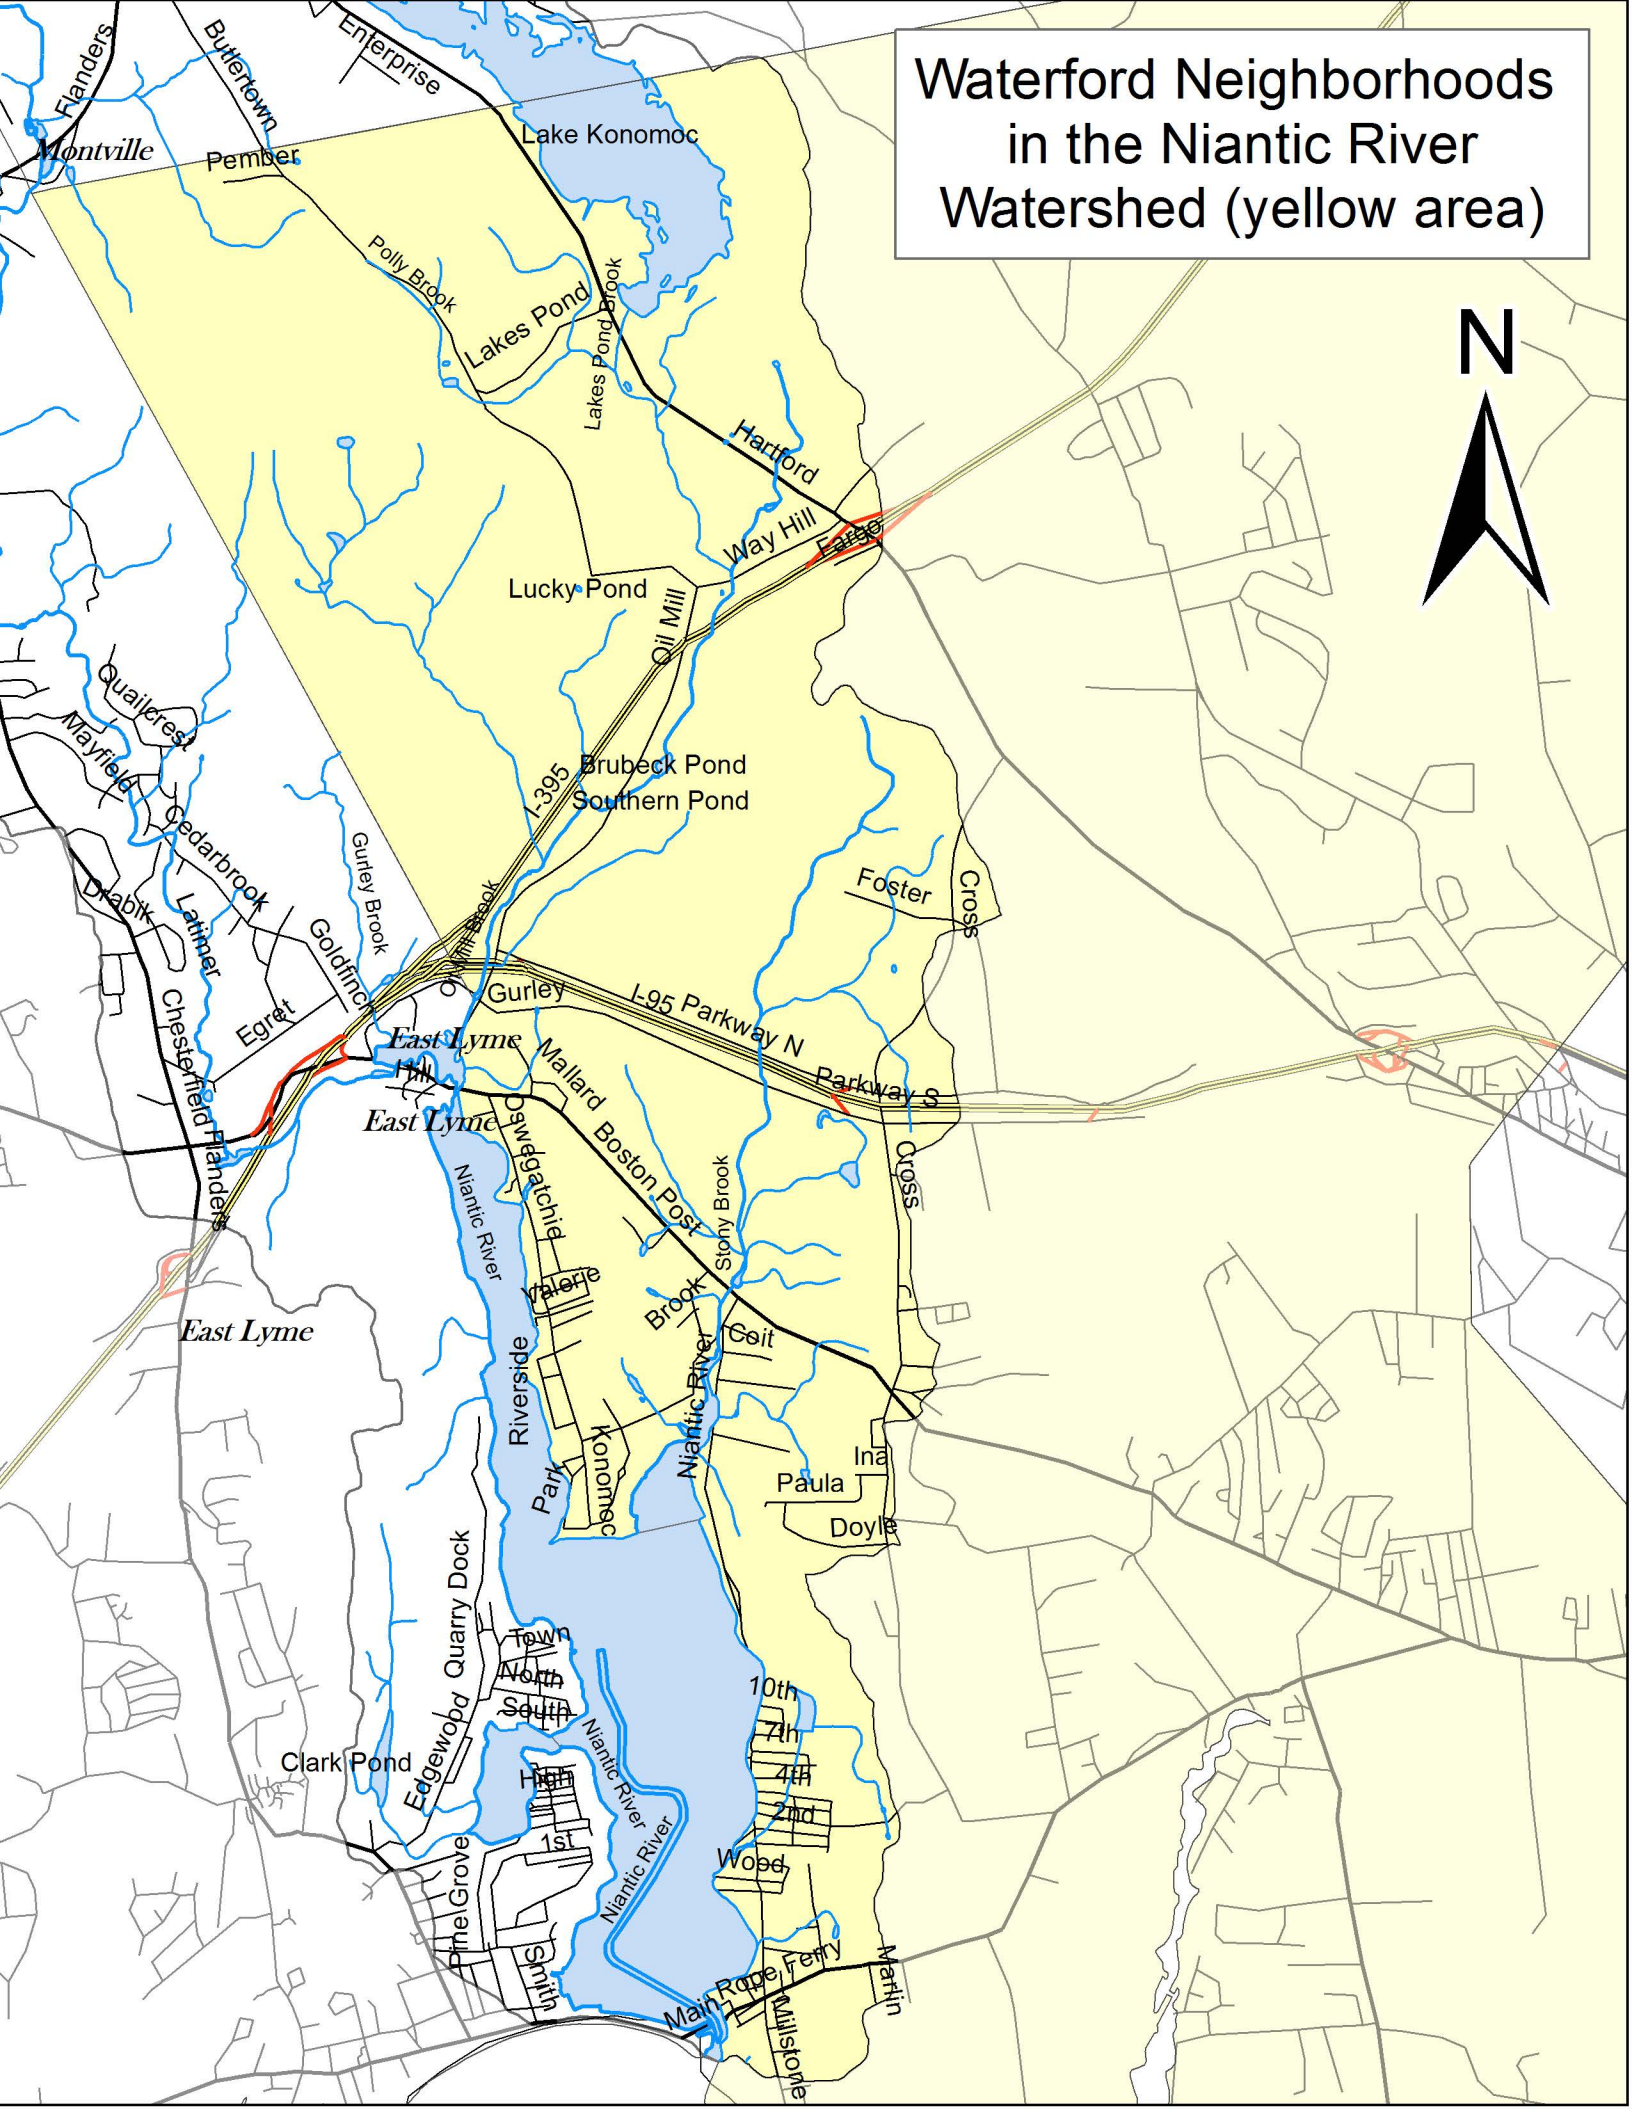 Waterford Neighborhoods
in the Niantic River
Watershed (yellow area)
N
Flanders
Butlertown
Enterprise
Montville
Pember
Lake Konomoc
Polly Brook
Lakes Pond
Lakes Pond Brook
Hartford
Way Hill
Fargo
Lucky Pond
Oil Mill
Quailcrest
Mayfield
I-395
Brubeck Pond
Southern Pond
Cedarbrook
Gurley Brook
Drabik
Latimer
Goldfinch
Oil Mill Brook
Foster
Cross
Chesterfield
Egret
Gurley
I-95
Parkway N
East Lyme
Hill
Mallard
Parkway S
East Lyme
Oswegatchie
Boston Post
Flanders
Niantic River
Stony Brook
Cross
Valerie
Brook
Coit
East Lyme
Riverside
Niantic River
Konomoc
Park
Ina
Paula
Doyle
Quarry Dock
Town
North
South
10th
7th
Edgewood
Clark Pond
High
Niantic River
4th
2nd
1st
Wood
Pine Grove
Niantic River
Smith
Main
Rope Ferry
Marlin
Millstone